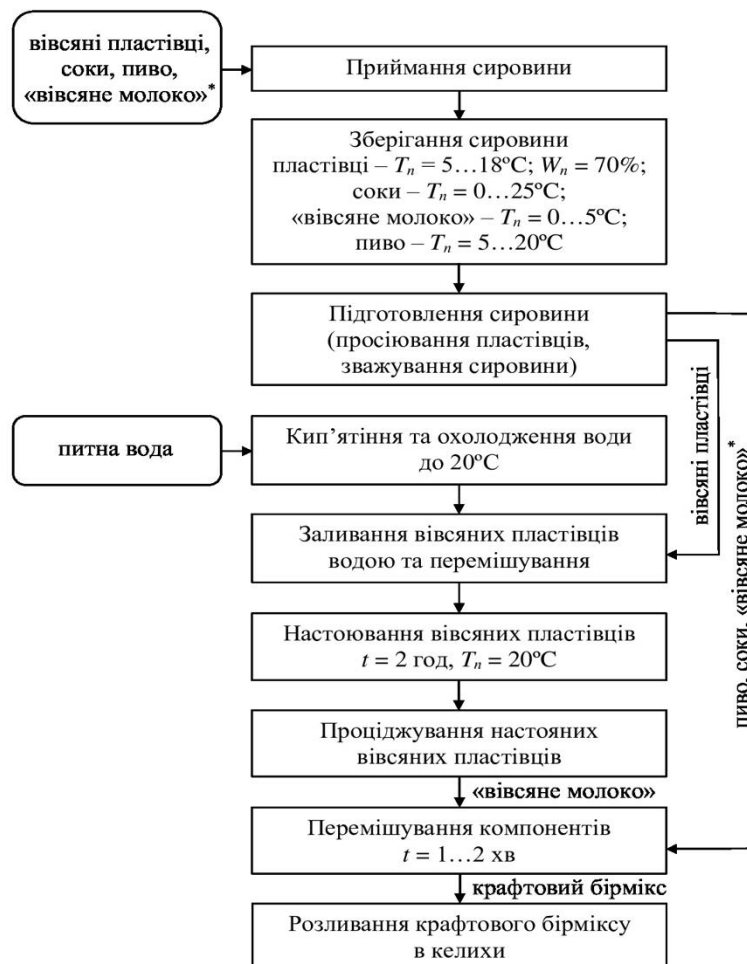 вівсяні пластівці,
соки, пиво,
«вівсяне молоко»*
Приймання сировини
Зберігання сировини
пластівці – Tп = 5…18ºС; Wп = 70%;
соки – Tп = 0…25ºС;
«вівсяне молоко» – Tп = 0…5ºС;
пиво – Tп = 5…20ºС
Підготовлення сировини
(просіювання пластівців,
зважування сировини)
питна вода
Кип’ятіння та охолодження води
до 20ºС
вівсяні пластівці
пиво, соки, «вівсяне молоко»*
Заливання вівсяних пластівців
водою та перемішування
Настоювання вівсяних пластівців
t = 2 год, Tп = 20ºС
Проціджування настояних
вівсяних пластівців
«вівсяне молоко»
Перемішування компонентів
t = 1…2 хв
крафтовий бірмікс
Розливання крафтового бірміксу
в келихи